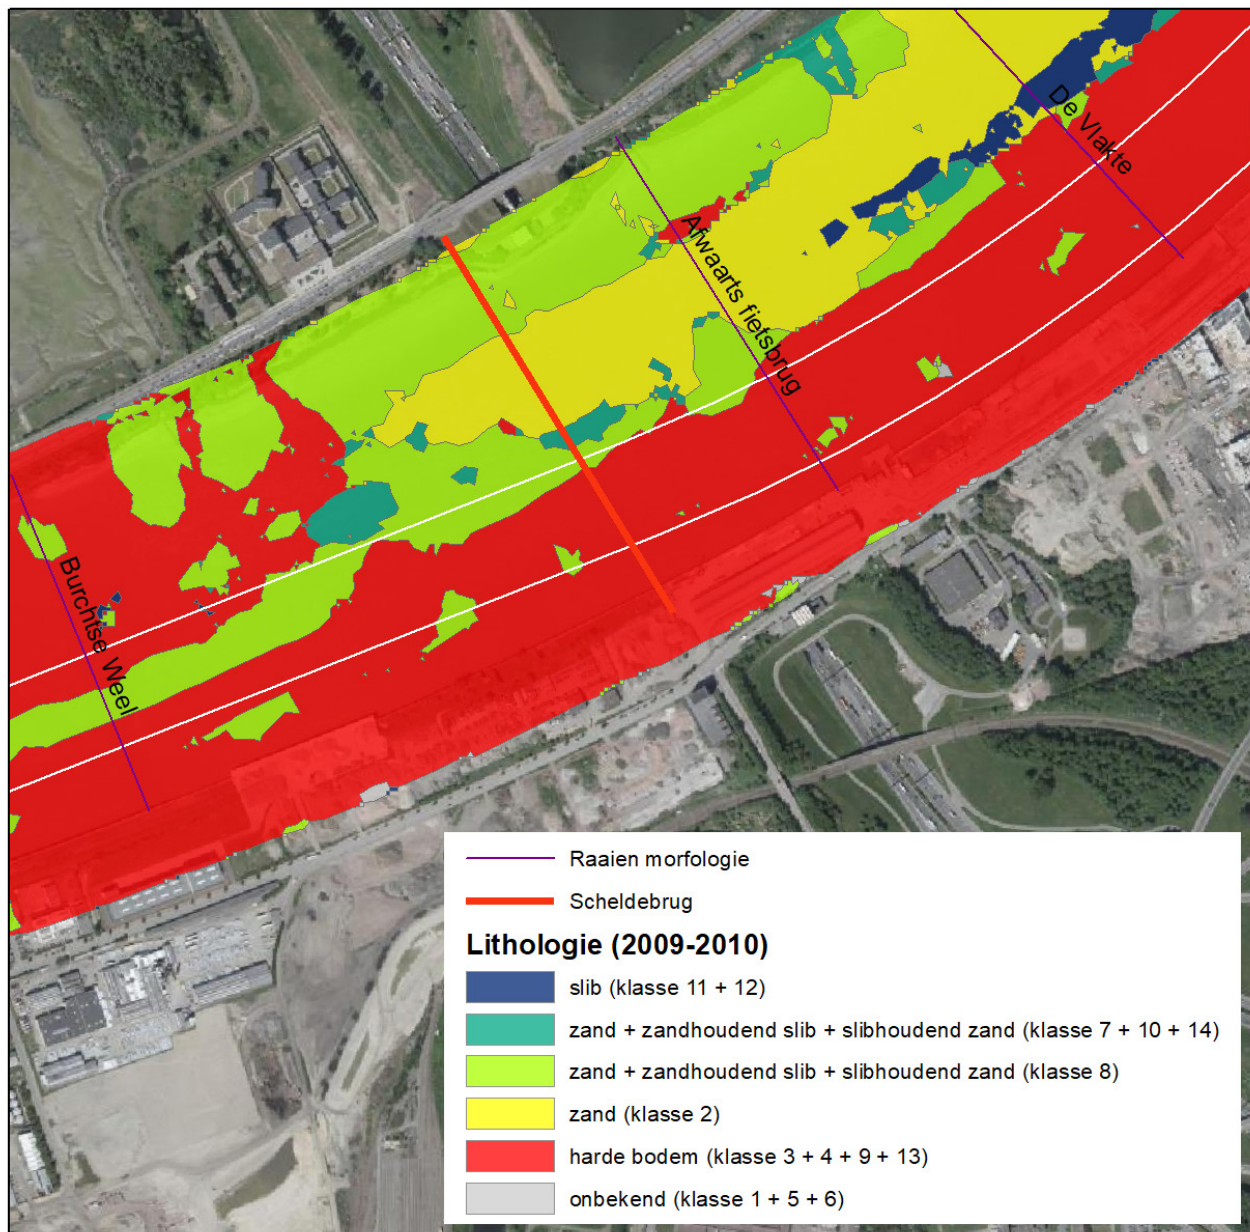 De Vlakte
Afwaarts fietsbrug
Burchtse Weel
Raaien morfologie
Scheldebrug
Lithologie (2009-2010)
slib (klasse 11 + 12)
zand + zandhoudend slib + slibhoudend zand (klasse 7 + 10 + 14)
zand + zandhoudend slib + slibhoudend zand (klasse 8)
zand (klasse 2)
harde bodem (klasse 3 + 4 + 9 + 13)
onbekend (klasse 1 + 5 + 6)